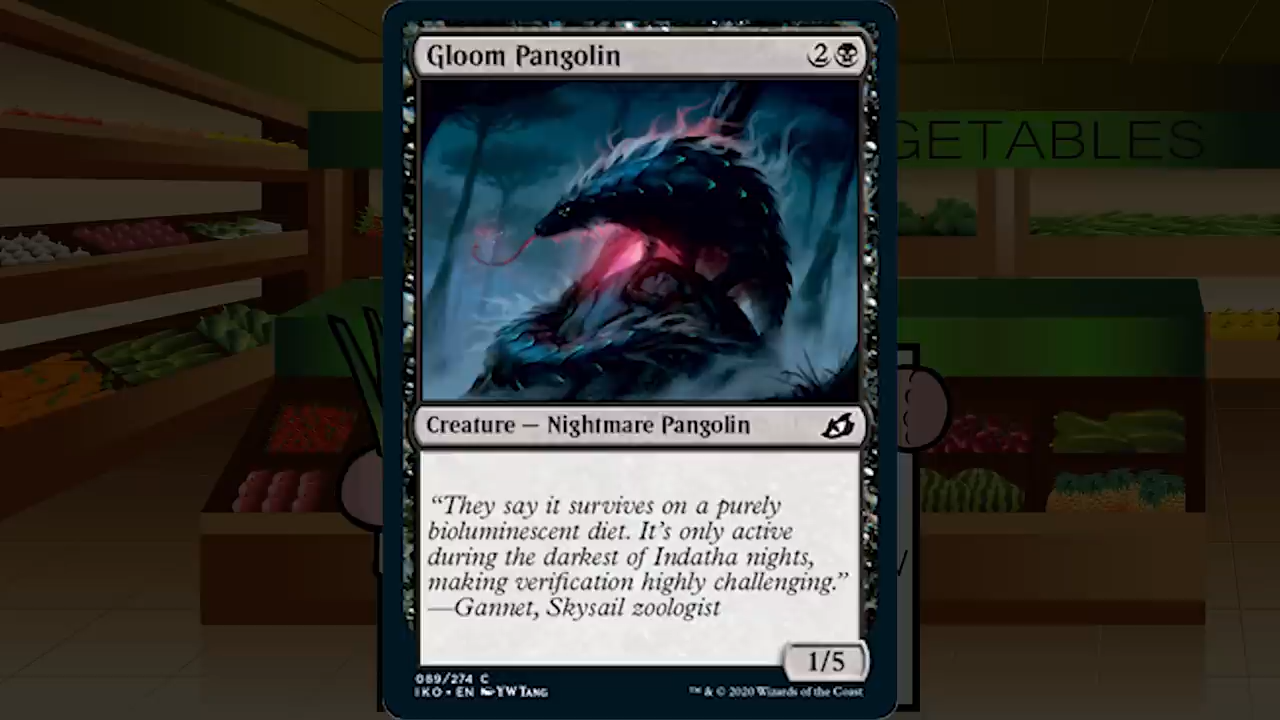 Gloom Pangolin 2
GETABLES
Creature — Nightmare Pangolin
“They say it survives on a purely
bioluminescent diet. It’s only active
during the darkest of Indatha nights,
making verification highly challenging.”
—Gannet, Skysail zoologist
1/5
089/274 C
IKO • EN YW Tang
™ & © 2020 Wizards of the Coast